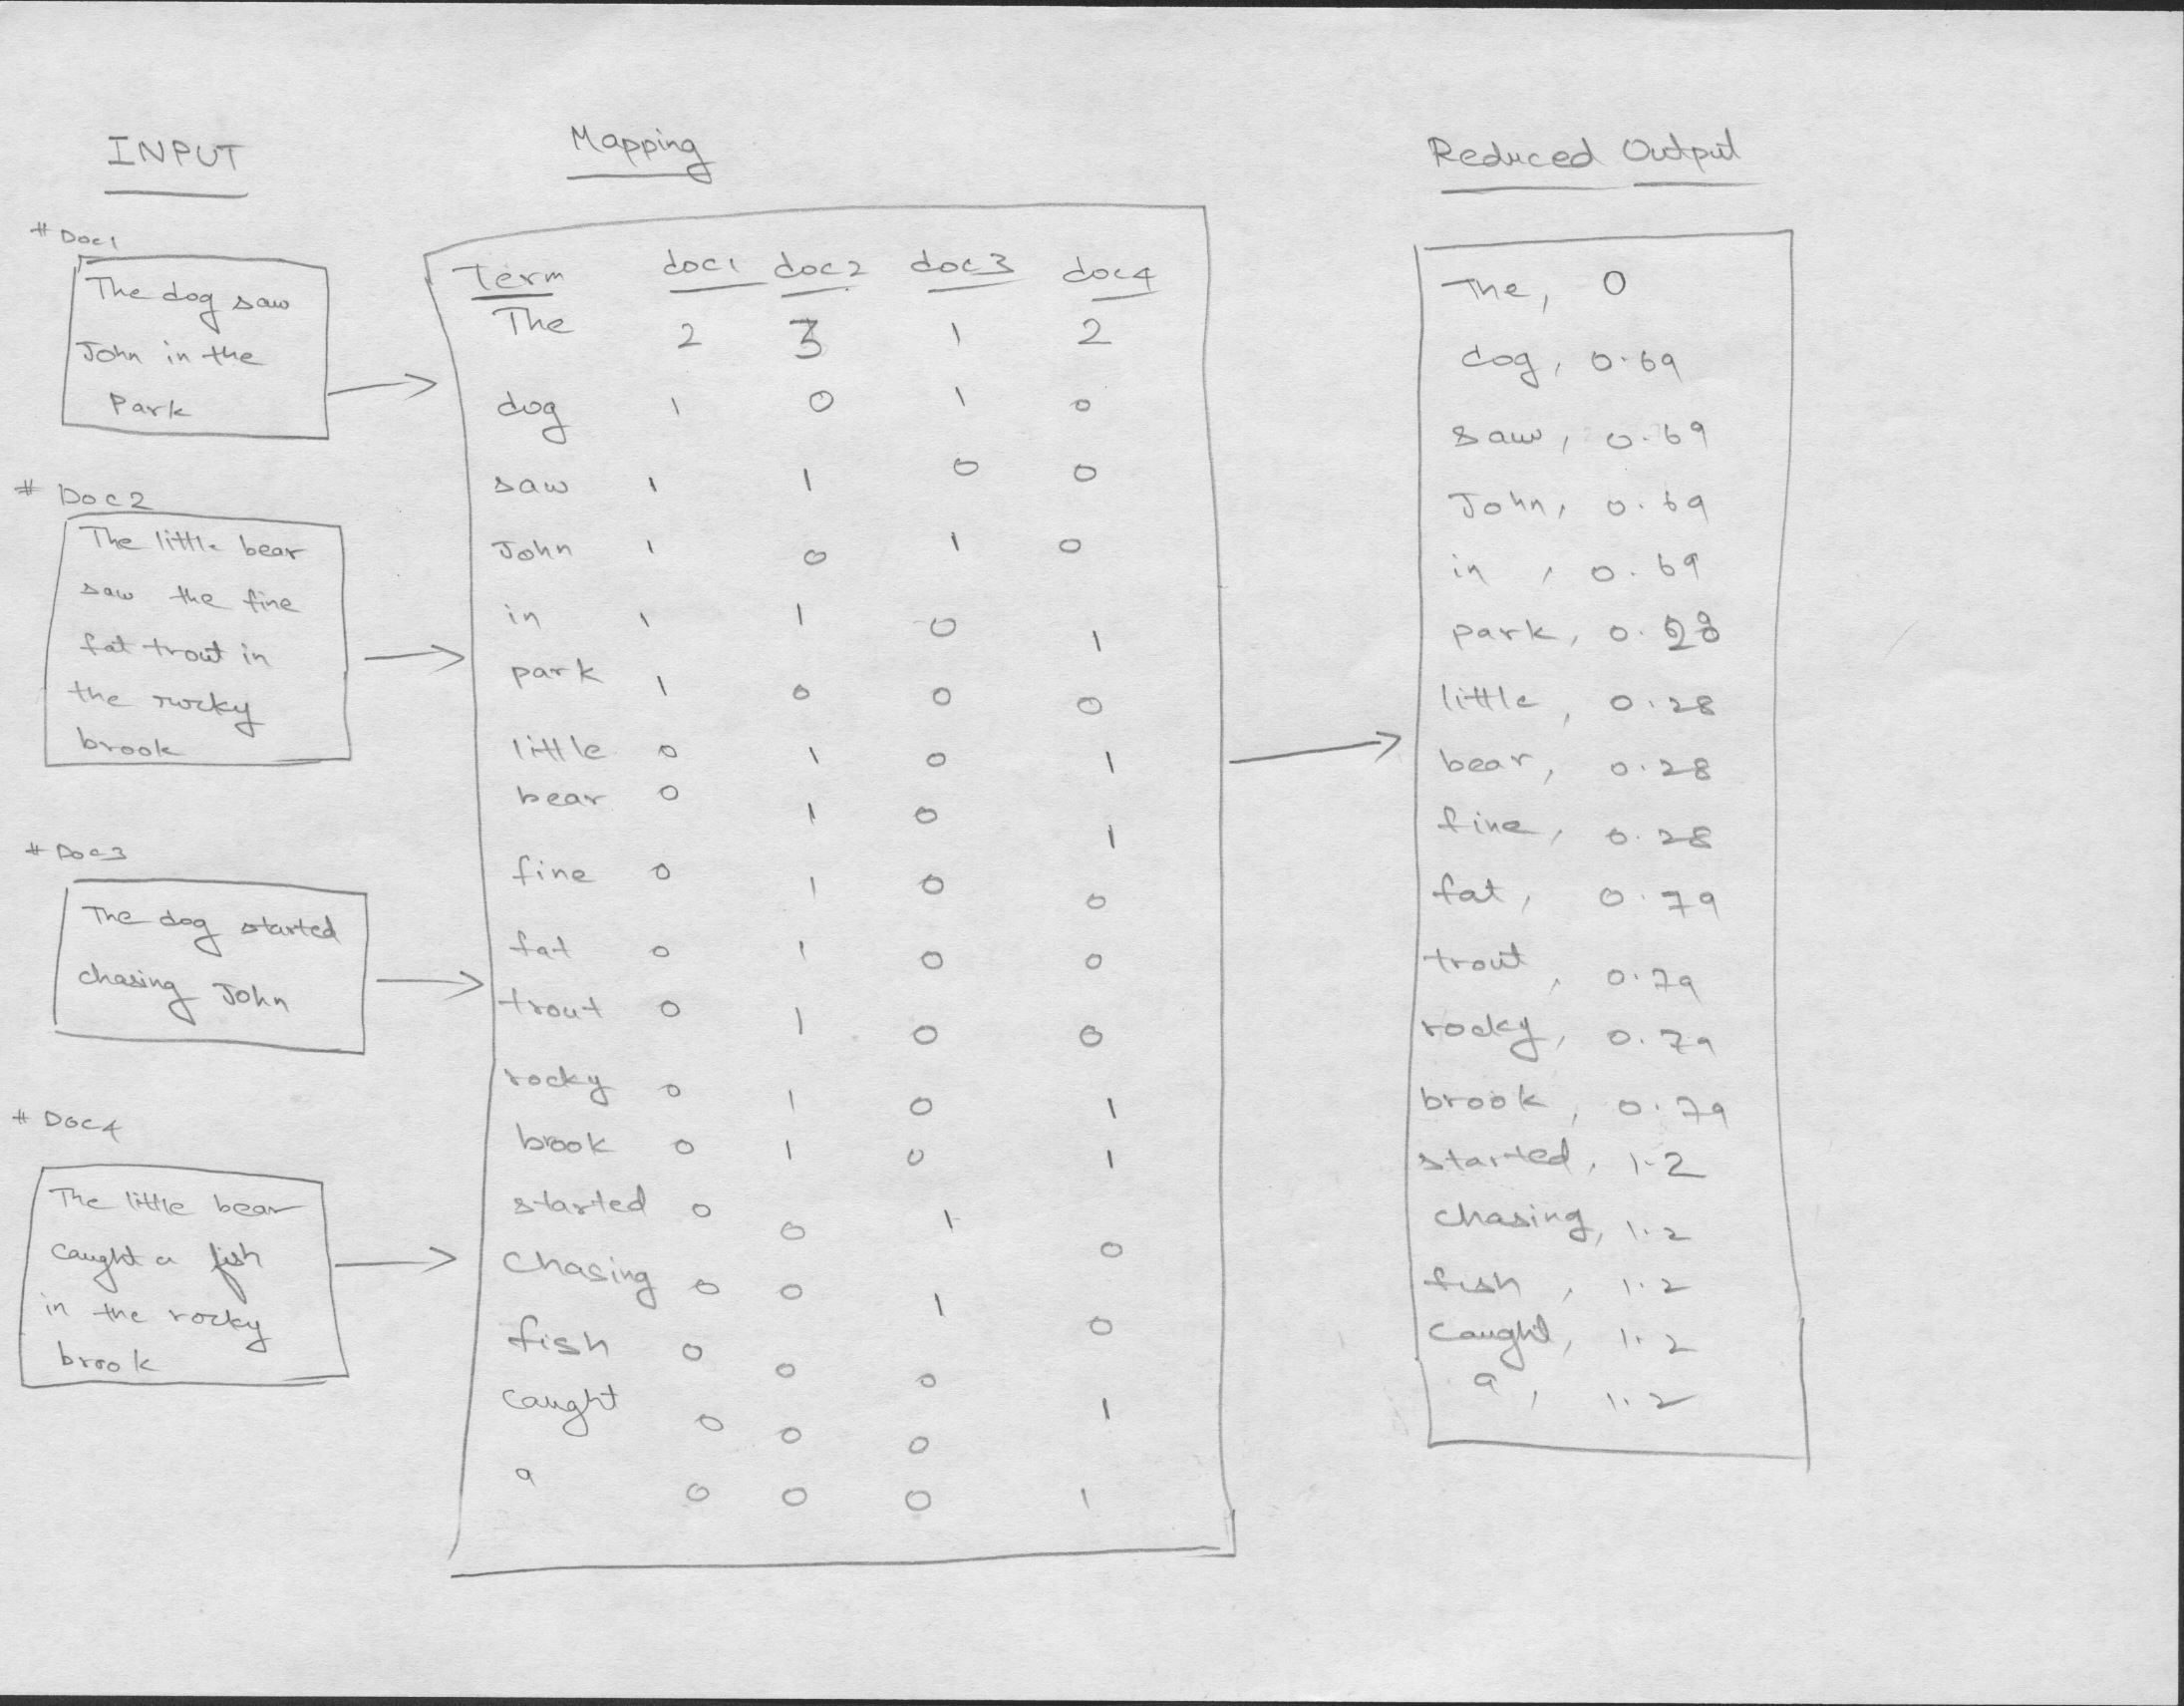 INPUT
# Doc1
The dog saw
John in the
Park
# Doc2
The little bear
saw the fine
fat trout in
the rocky
brook
# Doc3
The dog started
chasing John
# Doc4
The little bear
caught a fish
in the rocky
brook
Mapping
Term doc1 doc2 doc3 doc4
The 2 3 1 2
dog 1 0 1 0
saw 1 1 0 0
John 1 0 1 0
in 1 1 0 1
park 1 0 0 0
little 0 1 0 1
bear 0 1 0 1
fine 0 1 0 0
fat 0 1 0 0
trout 0 1 0 0
rocky 0 1 0 1
brook 0 1 0 1
started 0 0 1 0
Chasing 0 0 1 0
fish 0 0 0 1
caught 0 0 0
a 0 0 0 1
Reduced Output
The, 0
dog, 0.69
saw, 0.69
John, 0.69
in, 0.69
park, 0.28
little, 0.28
bear, 0.28
fine, 0.28
fat, 0.79
trout, 0.79
rocky, 0.79
brook, 0.79
started, 1.2
chasing, 1.2
fish, 1.2
caught, 1.2
a, 1.2